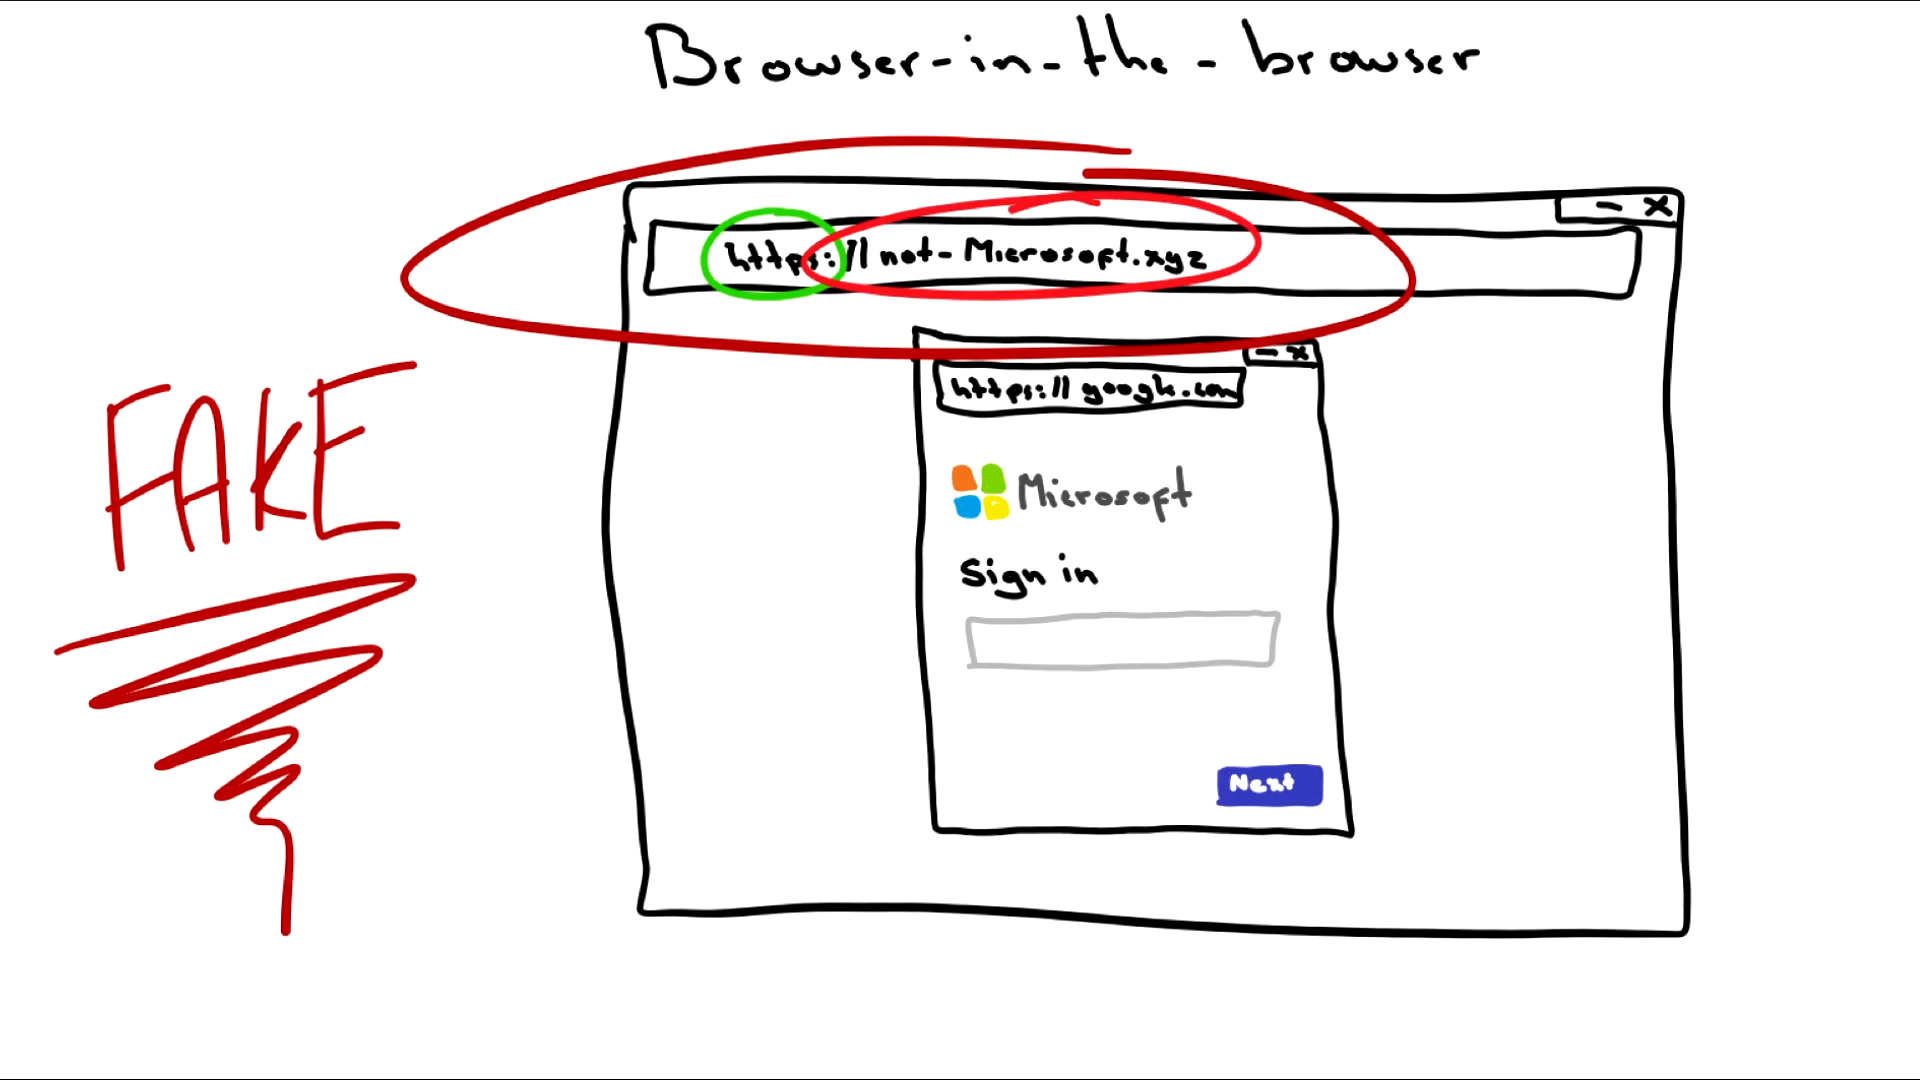 Browser-in-the-browser
https://not-Microsoft.xyz
https://google.com
Microsoft
Sign in
Next
FAKE